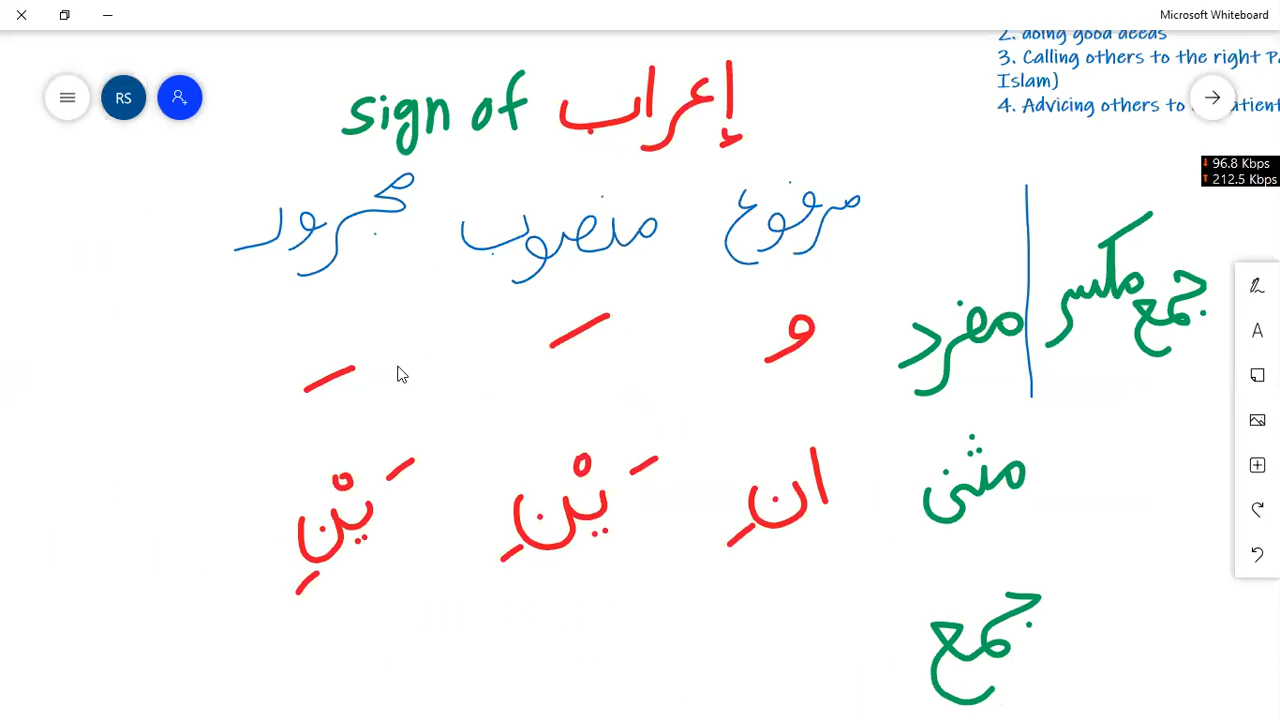 Microsoft Whiteboard
2. doing good deeds
3. Calling others to the right Pa
Islam)
4. Advicing others to
RS
sign of إعراب
96.8 Kbps
212.5 Kbps
مرفوع منصوب مجرور
جمع مكسر
مفرد ُ َ ِ
مثنى انِ َيْنِ َيْنِ
جمع
A